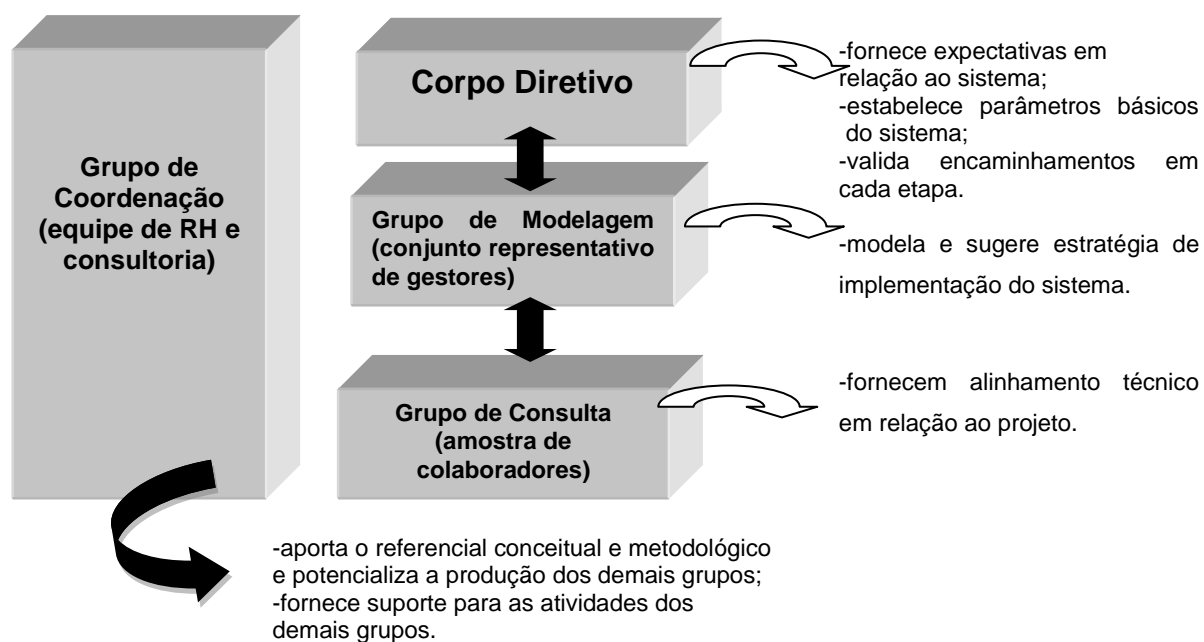 Grupo de
Coordenação
(equipe de RH e
consultoria)
Corpo Diretivo
-fornece expectativas em
relação ao sistema;
-estabelece parâmetros básicos
do sistema;
-valida encaminhamentos em
cada etapa.
Grupo de Modelagem
(conjunto representativo
de gestores)
-modela e sugere estratégia de
implementação do sistema.
Grupo de Consulta
(amostra de
colaboradores)
-fornecem alinhamento técnico
em relação ao projeto.
-aporta o referencial conceitual e metodológico
e potencializa a produção dos demais grupos;
-fornece suporte para as atividades dos
demais grupos.